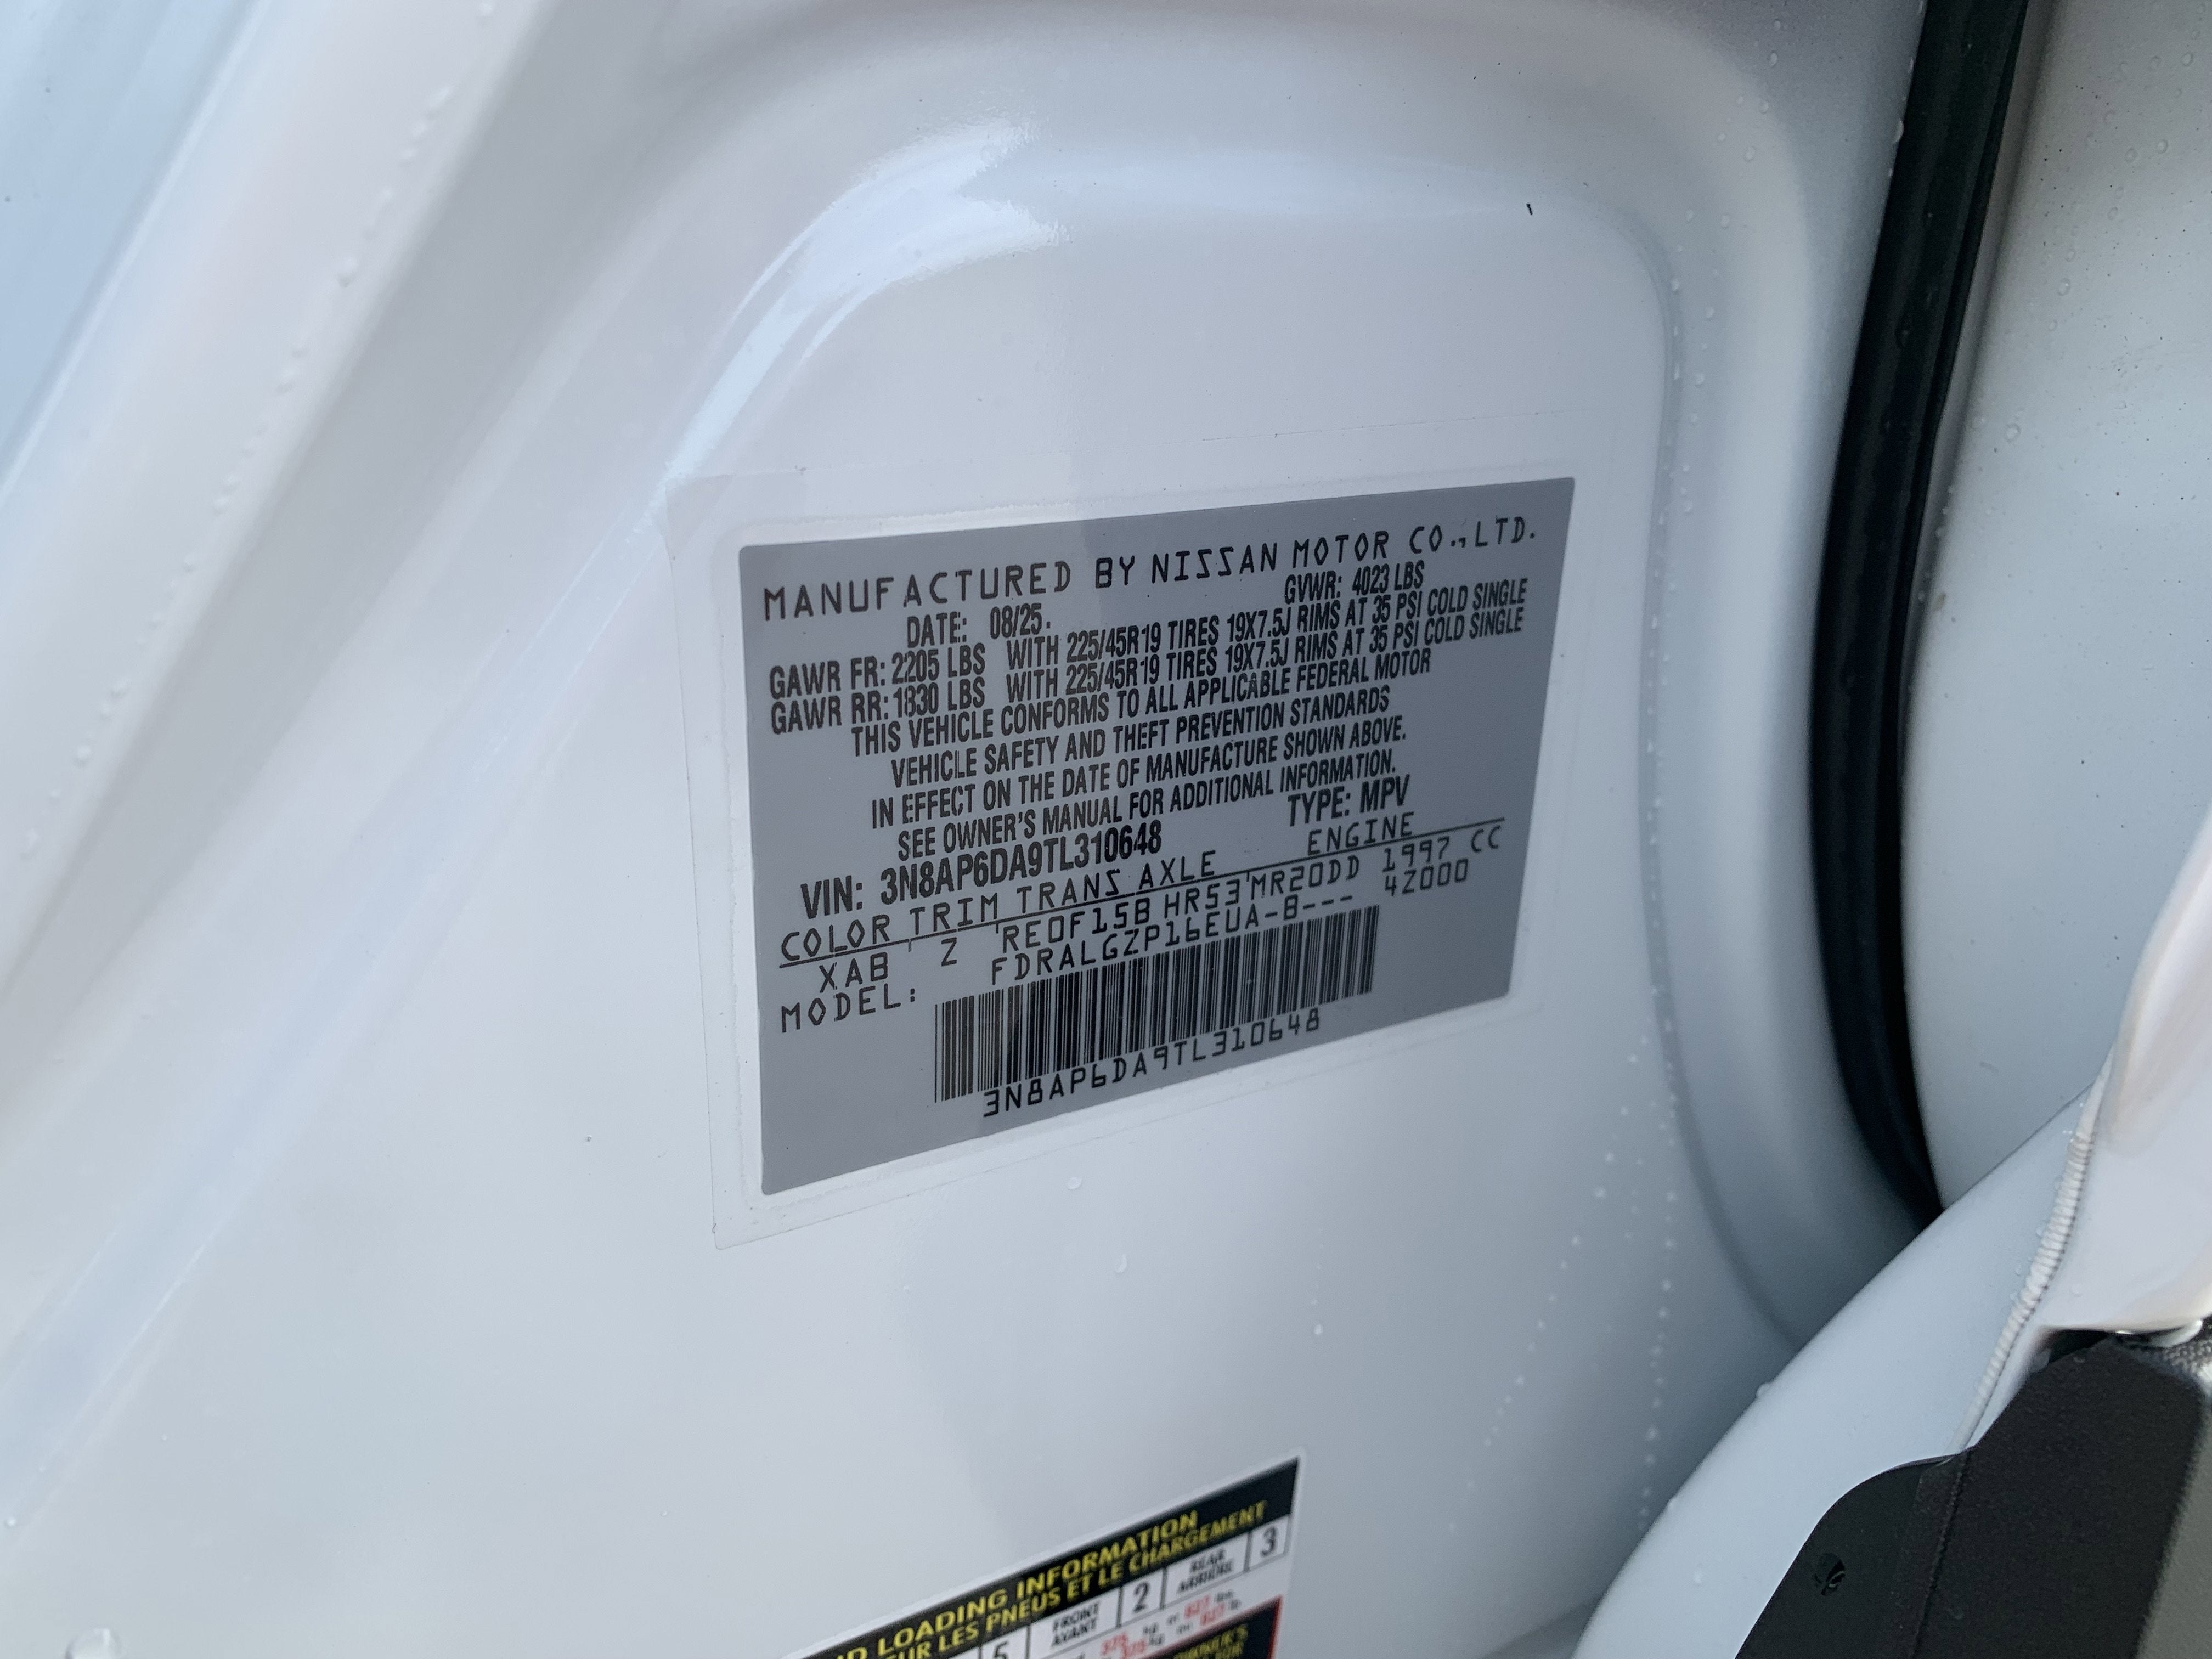 MANUFACTURED BY NISSAN MOTOR CO.,LTD.
DATE: 08/25. GVWR: 4023 LBS
GAWR FR: 2205 LBS WITH 225/45R19 TIRES 19X7.5J RIMS AT 35 PSI COLD SINGLE
GAWR RR: 1830 LBS WITH 225/45R19 TIRES 19X7.5J RIMS AT 35 PSI COLD SINGLE
THIS VEHICLE CONFORMS TO ALL APPLICABLE FEDERAL MOTOR
VEHICLE SAFETY AND THEFT PREVENTION STANDARDS
IN EFFECT ON THE DATE OF MANUFACTURE SHOWN ABOVE.
SEE OWNER'S MANUAL FOR ADDITIONAL INFORMATION.
VIN: 3N8AP6DA9TL310648 TYPE: MPV
COLOR TRIM TRANS AXLE ENGINE
XAB Z RE0F15B HR53 MR20DD 1997 CC
MODEL: FDRALGZP16EUA-B--- 4Z000
3N8AP6DA9TL310648
LOADING INFORMATION
LES PNEUS ET LE CHARGEMENT
5 FRONT AVANT 2 REAR ARRIÈRE 3